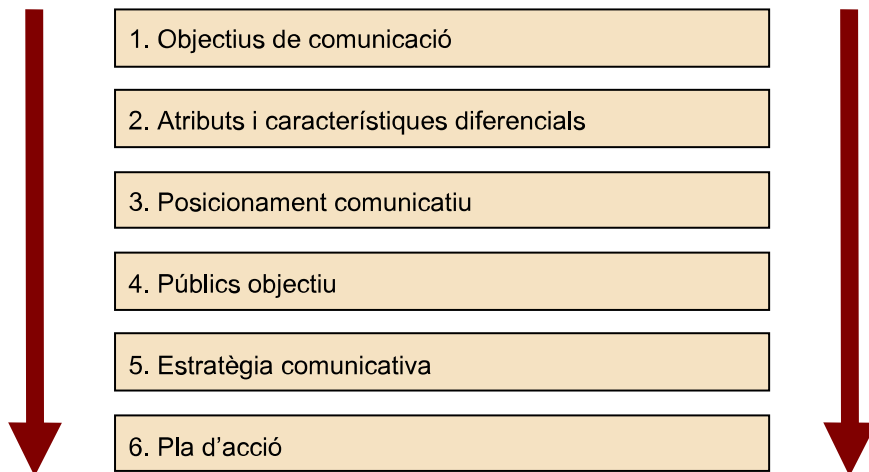 1. Objectius de comunicació
2. Atributs i característiques diferencials
3. Posicionament comunicatiu
4. Públics objectiu
5. Estratègia comunicativa
6. Pla d’acció